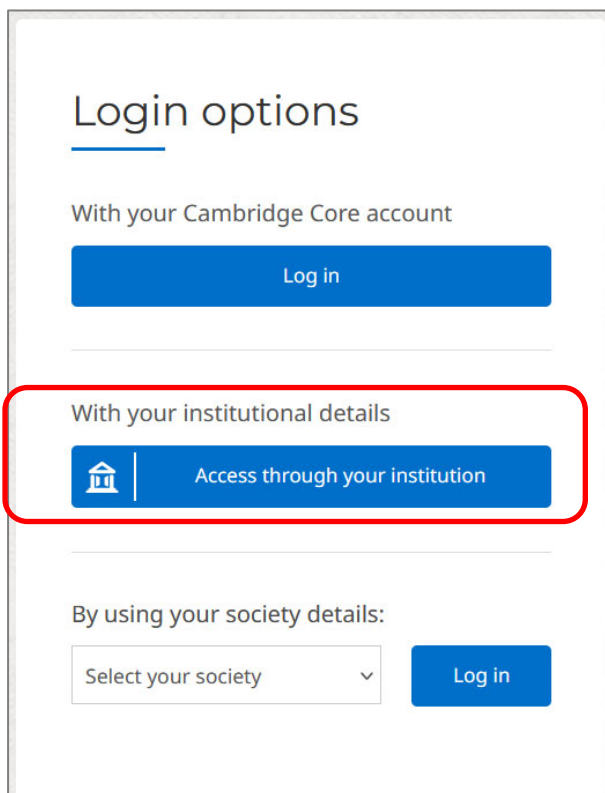 Login options
With your Cambridge Core account
Log in
With your institutional details
Access through your institution
By using your society details:
Select your society
Log in